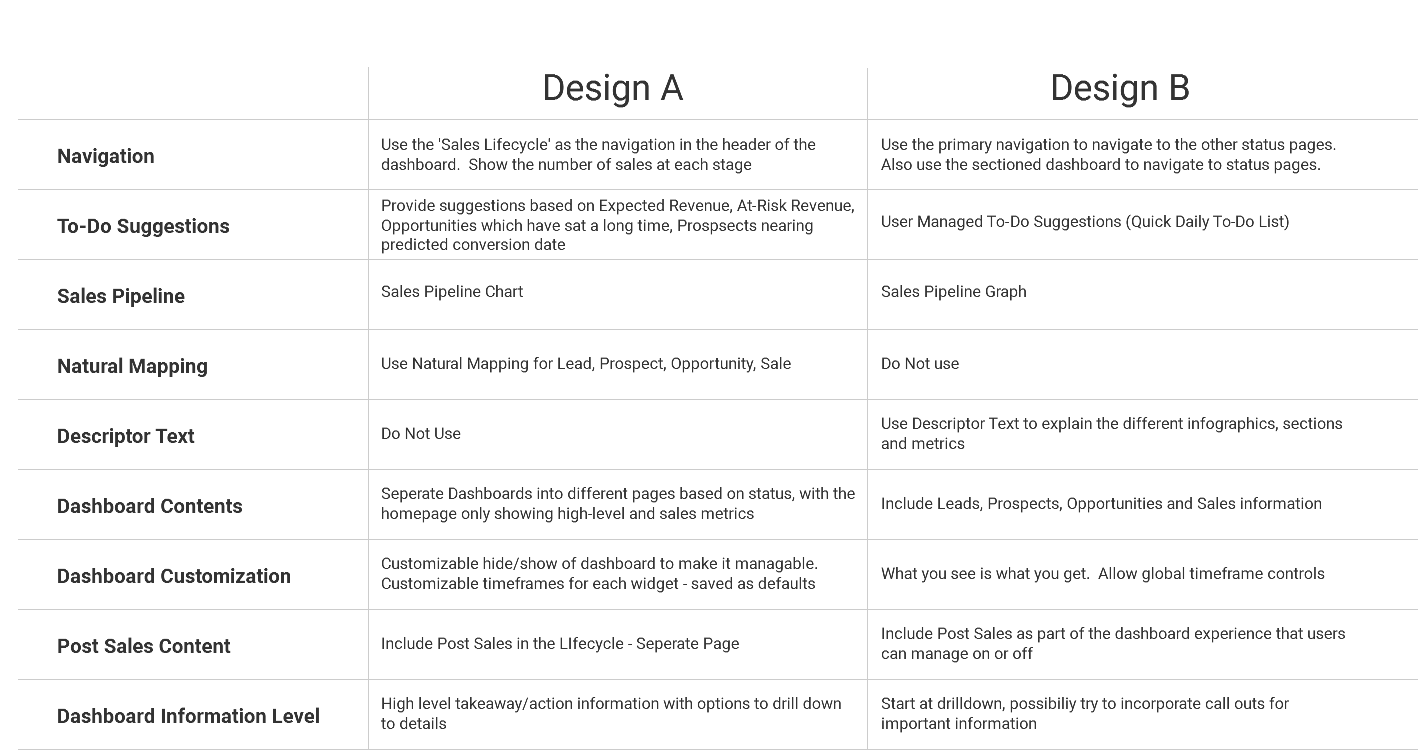 Design A
Design B
Navigation
Use the 'Sales Lifecycle' as the navigation in the header of the
dashboard.  Show the number of sales at each stage
Use the primary navigation to navigate to the other status pages.
Also use the sectioned dashboard to navigate to status pages.
To-Do Suggestions
Provide suggestions based on Expected Revenue, At-Risk Revenue,
Opportunities which have sat a long time, Prospsects nearing
predicted conversion date
User Managed To-Do Suggestions (Quick Daily To-Do List)
Sales Pipeline
Sales Pipeline Chart
Sales Pipeline Graph
Natural Mapping
Use Natural Mapping for Lead, Prospect, Opportunity, Sale
Do Not use
Descriptor Text
Do Not Use
Use Descriptor Text to explain the different infographics, sections
and metrics
Dashboard Contents
Seperate Dashboards into different pages based on status, with the
homepage only showing high-level and sales metrics
Include Leads, Prospects, Opportunities and Sales information
Dashboard Customization
Customizable hide/show of dashboard to make it managable.
Customizable timeframes for each widget - saved as defaults
What you see is what you get.  Allow global timeframe controls
Post Sales Content
Include Post Sales in the LIfecycle - Seperate Page
Include Post Sales as part of the dashboard experience that users
can manage on or off
Dashboard Information Level
High level takeaway/action information with options to drill down
to details
Start at drilldown, possibiliy try to incorporate call outs for
important information